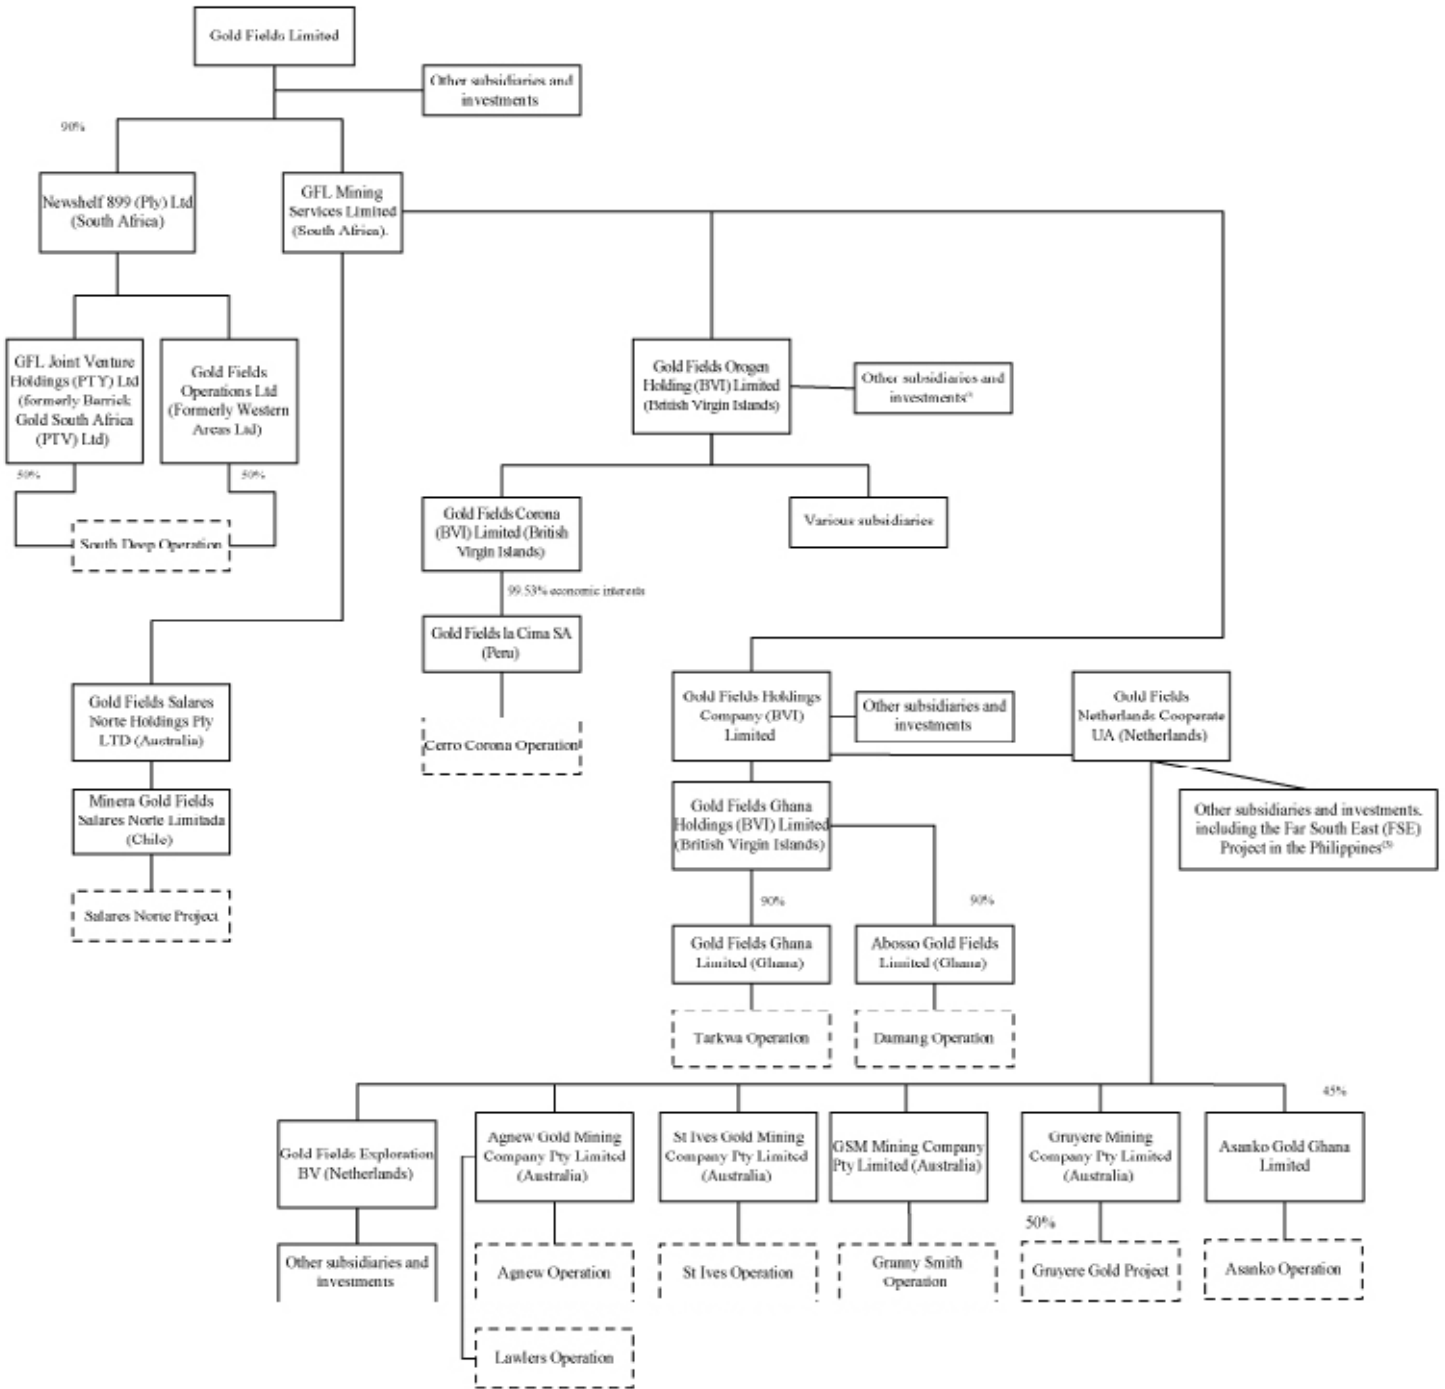 Gold Fields Limited
Other subsidiaries and
investments
90%
Newshelf 899 (Ply) Ltd
(South Africa)
GFL Mining
Services Limited
(South Africa).
GFL Joint Venture
Holdings (PTY) Ltd
(formerly Barrick
Gold South Africa
(PTV) Ltd)
Gold Fields
Operations Ltd
(Formerly Western
Areas Ltd)
50%
50%
South Deep Operation
Gold Fields Orogen
Holding (BVI) Limited
(British Virgin Islands)
Other subsidiaries and
investments
Gold Fields Corona
(BVI) Limited (British
Virgin Islands)
Various subsidiaries
99.53% economic interests
Gold Fields la Cima SA
(Peru)
Cerro Corona Operation
Gold Fields Salares
Norte Holdings Pty
LTD (Australia)
Minera Gold Fields
Salares Norte Limitada
(Chile)
Salares Norte Project
Gold Fields Holdings
Company (BVI)
Limited
Other subsidiaries and
investments
Gold Fields
Netherlands Cooperate
UA (Netherlands)
Gold Fields Ghana
Holdings (BVI) Limited
(British Virgin Islands)
Other subsidiaries and investments.
including the Far South East (FSE)
Project in the Philippines(3)
90%
90%
Gold Fields Ghana
Limited (Ghana)
Abosso Gold Fields
Limited (Ghana)
Tarkwa Operation
Damang Operation
45%
Gold Fields Exploration
BV (Netherlands)
Agnew Gold Mining
Company Pty Limited
(Australia)
St Ives Gold Mining
Company Pty Limited
(Australia)
GSM Mining Company
Pty Limited (Australia)
Gruyere Mining
Company Pty Limited
(Australia)
Asanko Gold Ghana
Limited
50%
Other subsidiaries and
investments
Agnew Operation
St Ives Operation
Granny Smith
Operation
Gruyere Gold Project
Asanko Operation
Lawlers Operation